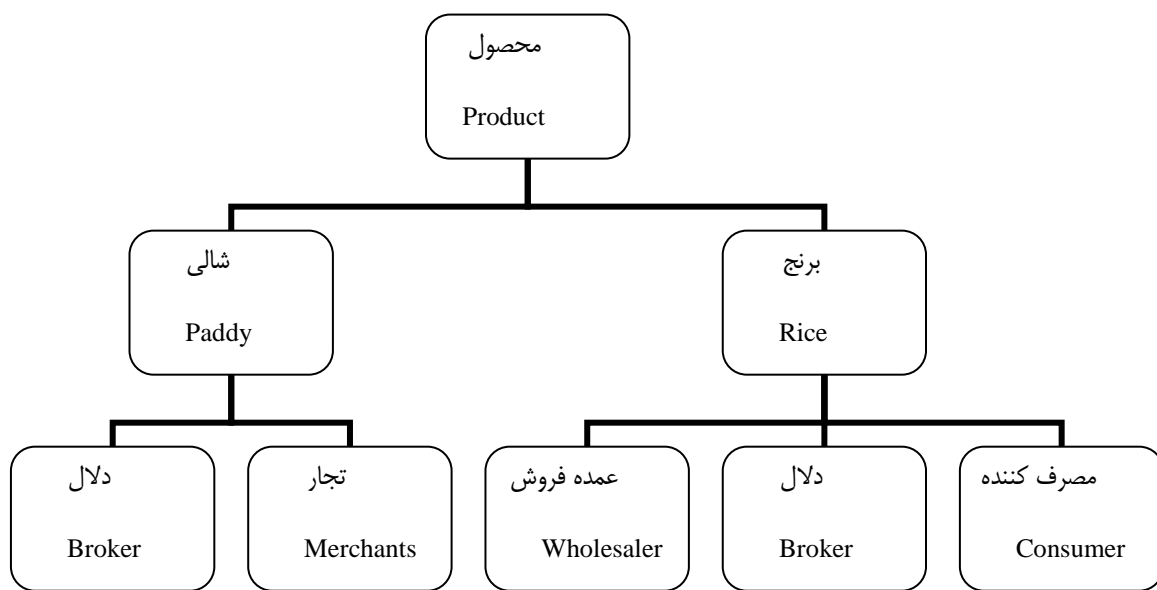 محصول
Product
شالی
Paddy
برنج
Rice
دلال
Broker
تجار
Merchants
عمده فروش
Wholesaler
دلال
Broker
مصرف کننده
Consumer